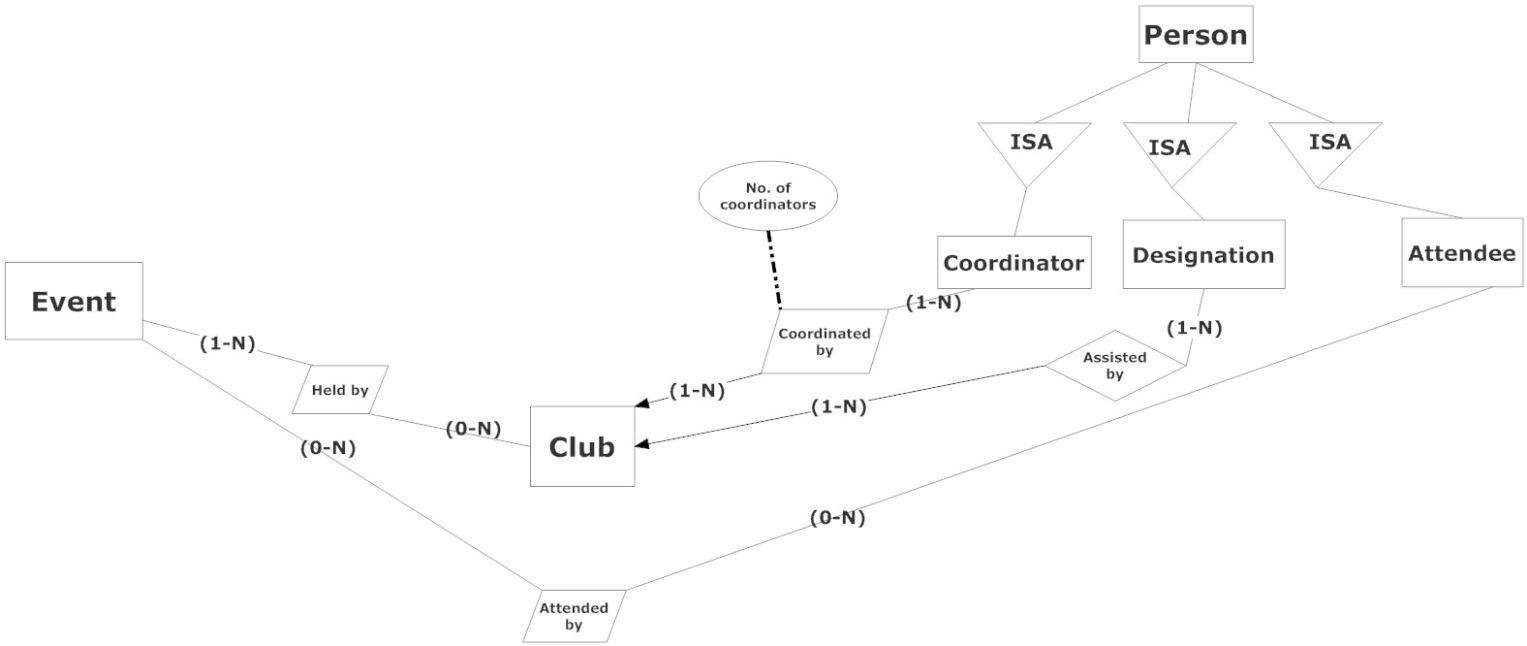 Person
ISA
ISA
ISA
No. of
coordinators
Coordinator
Designation
Attendee
Event
(1-N)
(1-N)
(1-N)
Coordinated
by
Held by
Assisted
by
(1-N)
(1-N)
(0-N)
Club
(0-N)
(0-N)
Attended
by